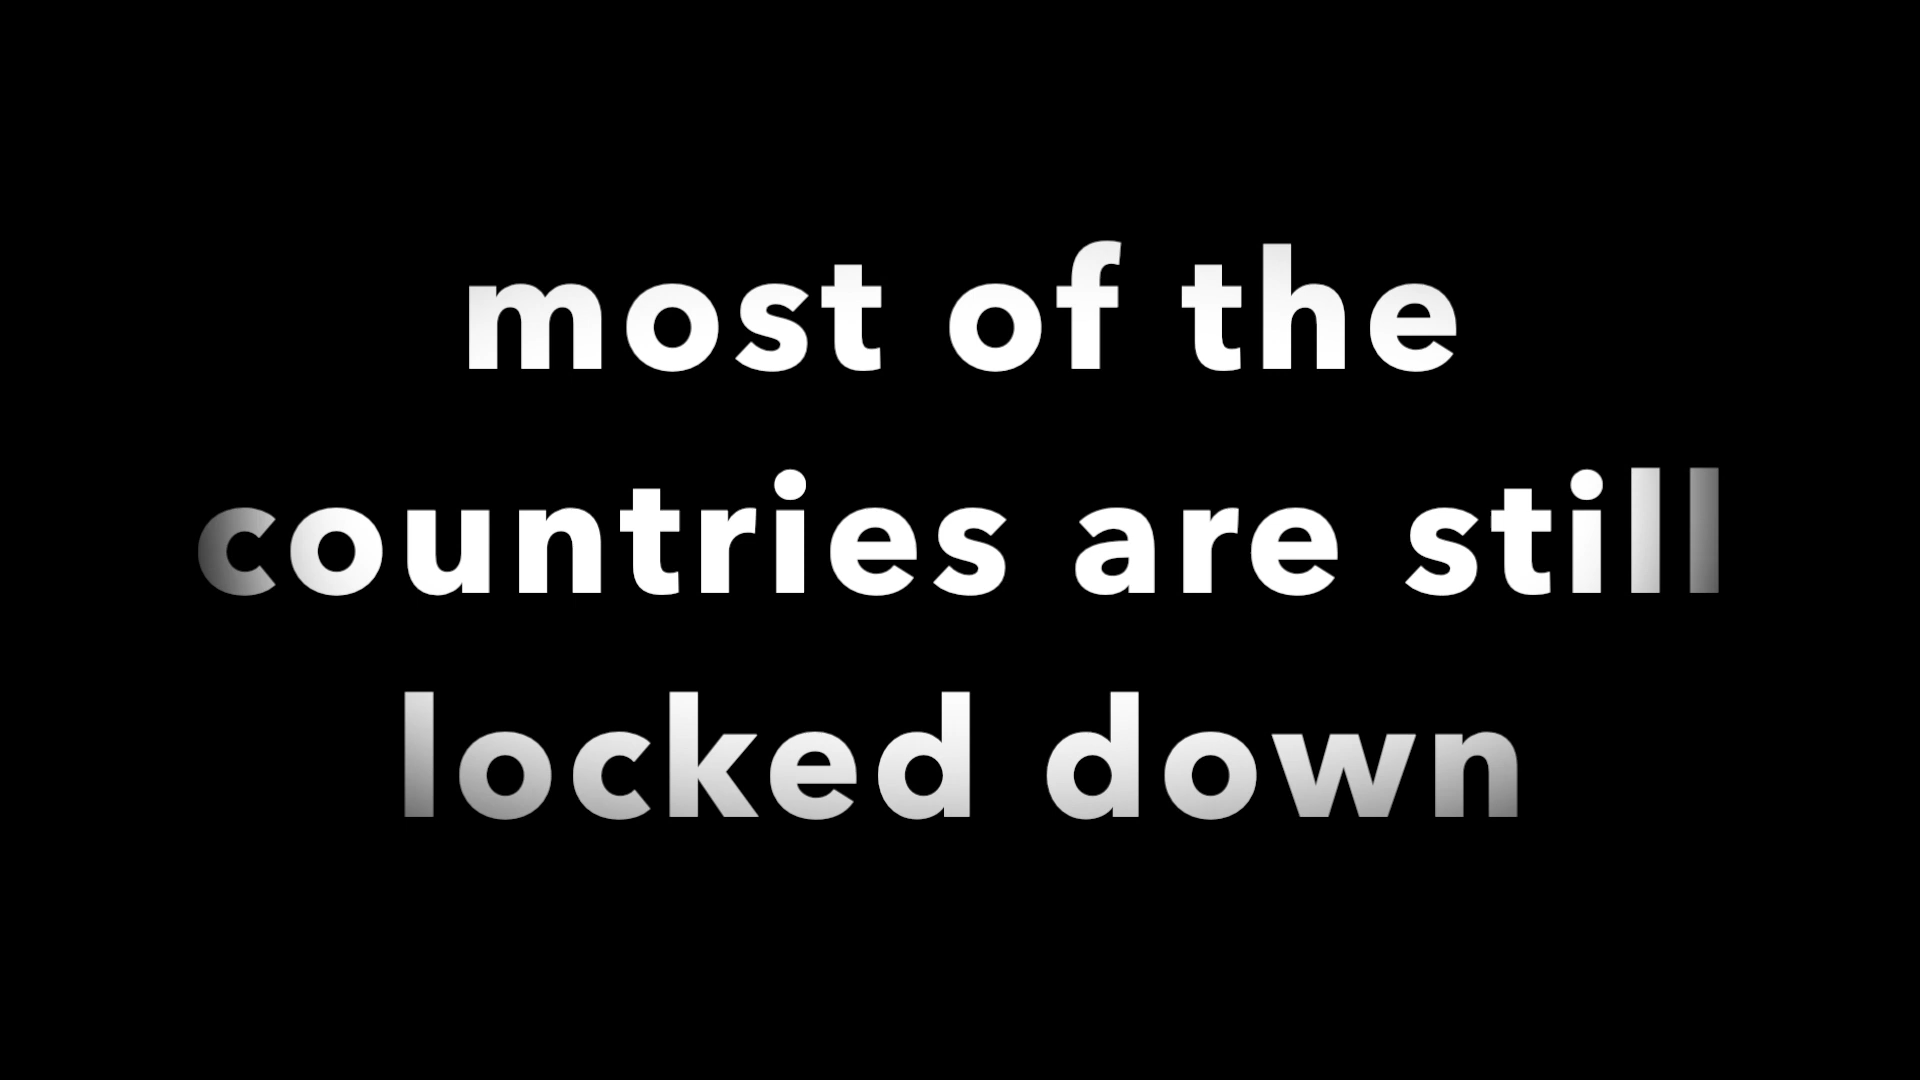 most of the
countries are still
locked down